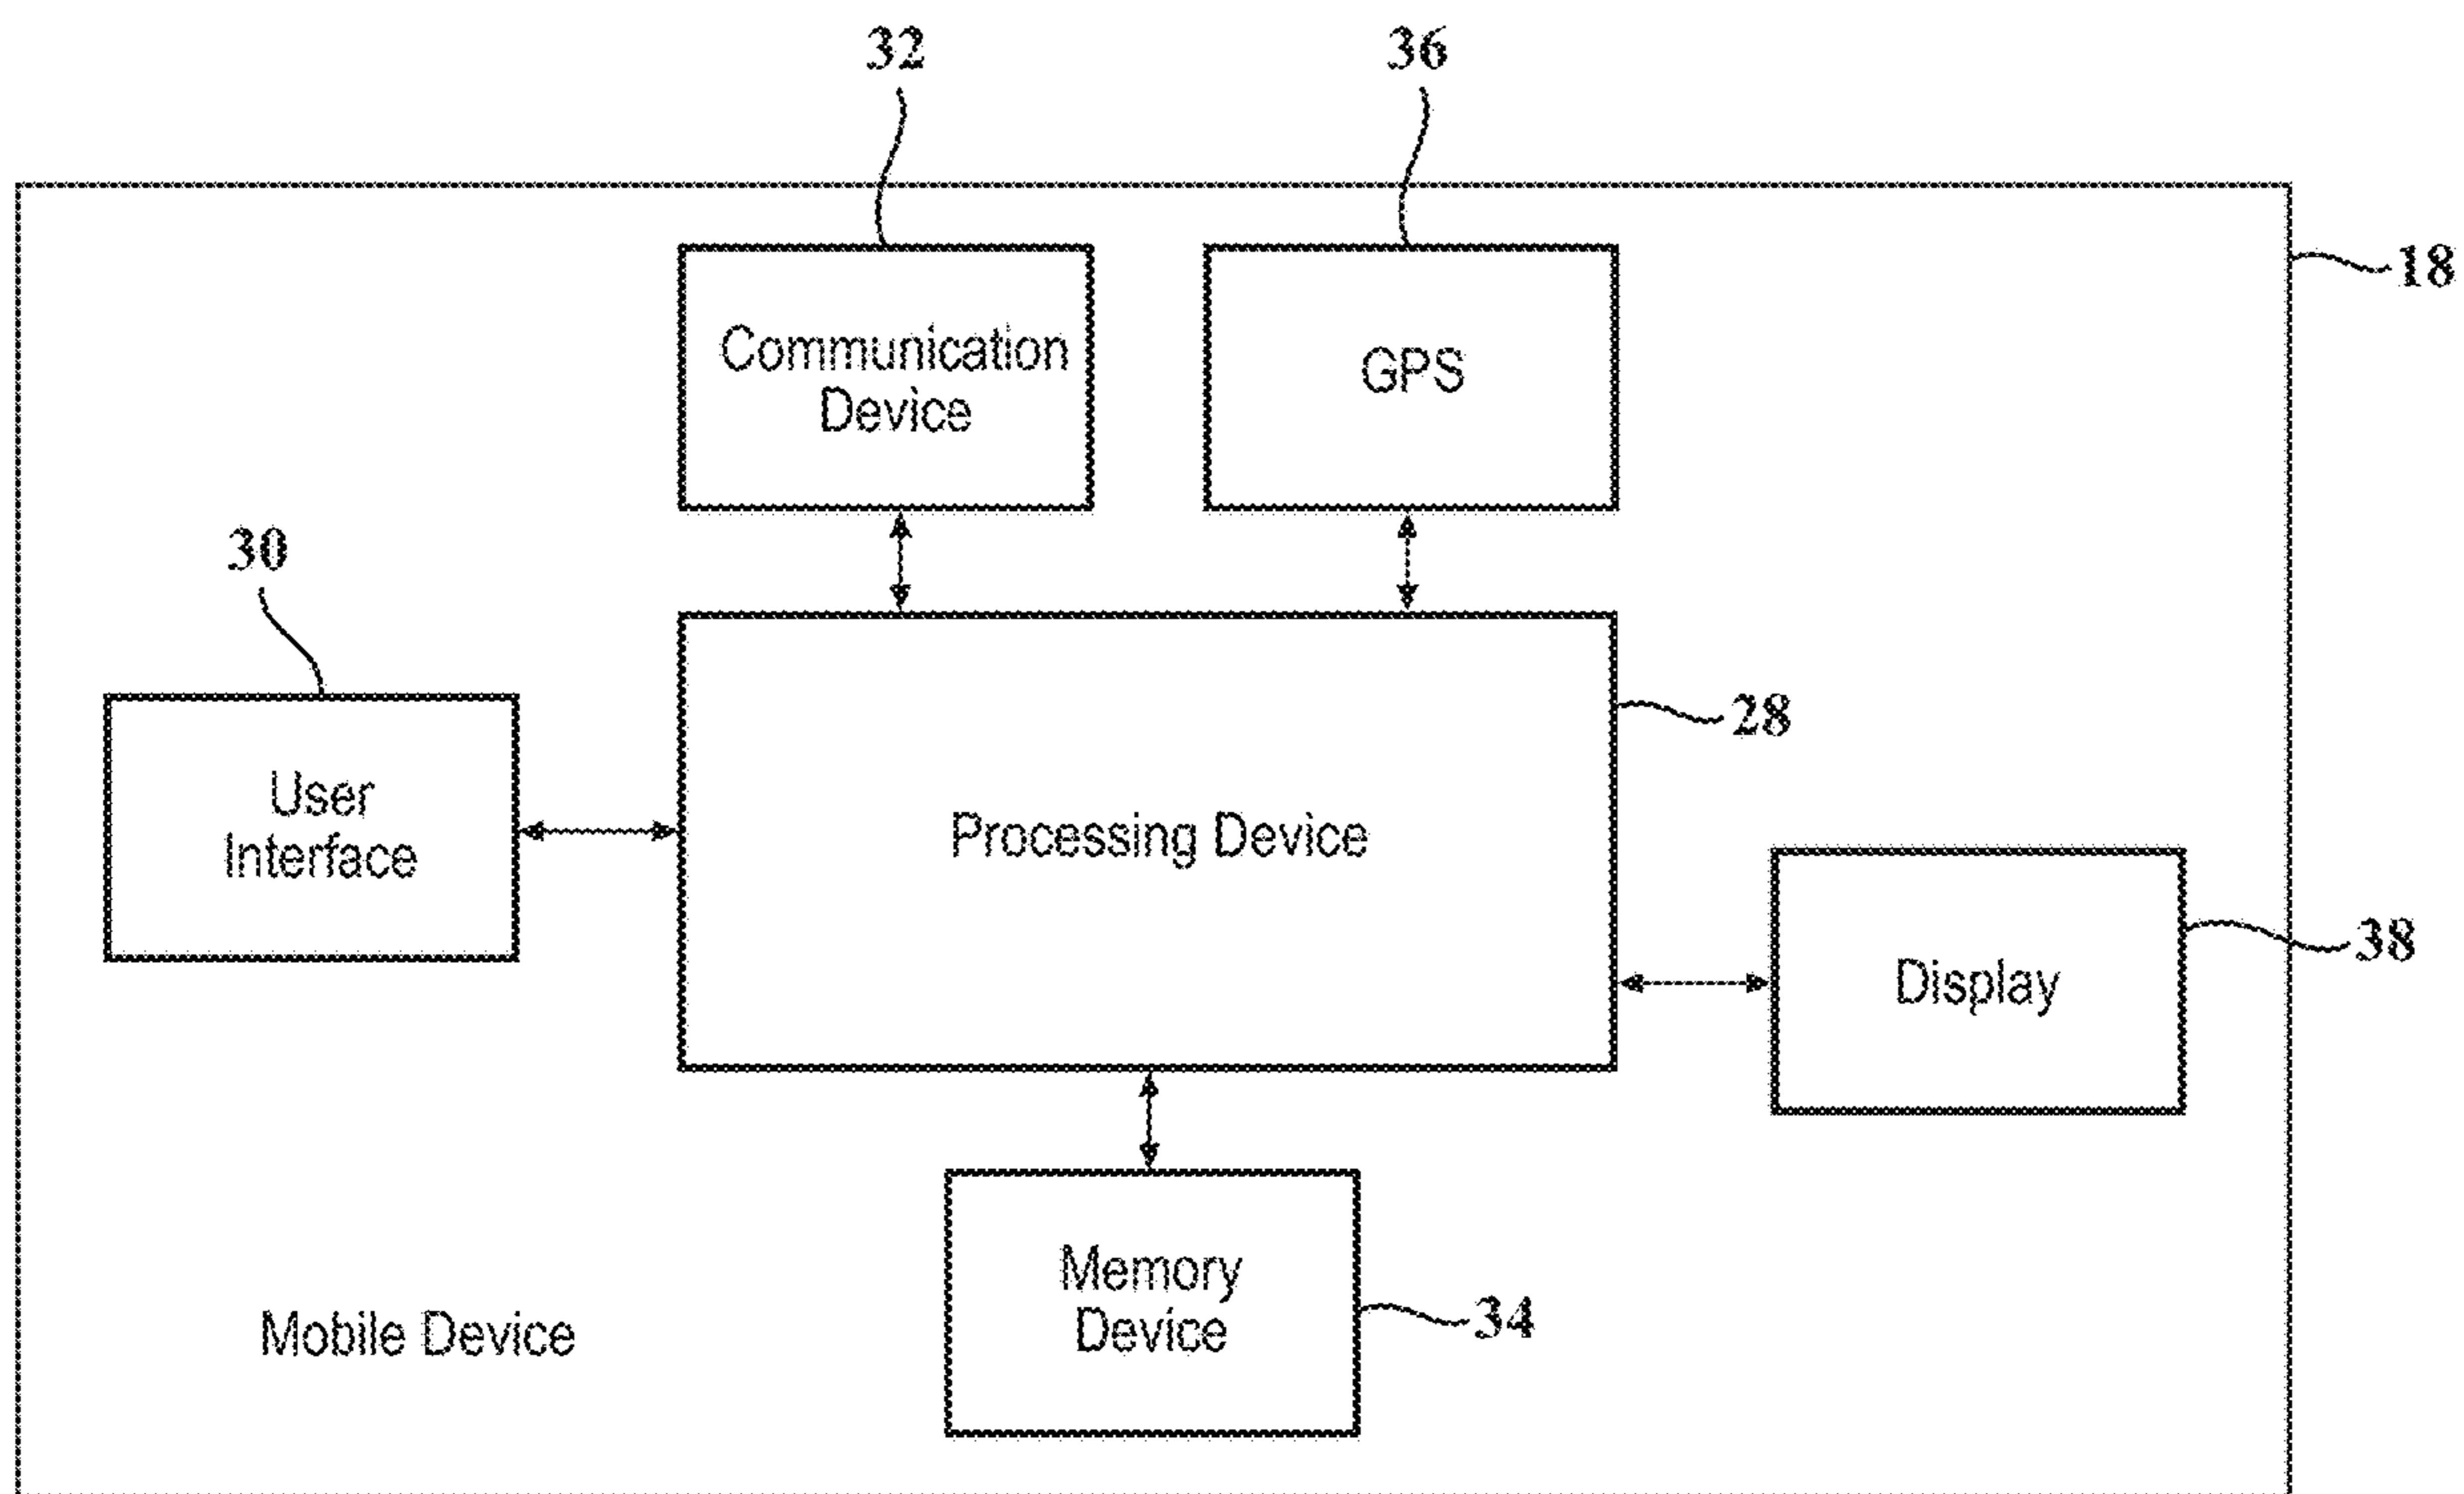 32
36
18
Communication
Device
GPS
30
28
User
Interface
Processing Device
38
Display
Memory
Device
34
Mobile Device